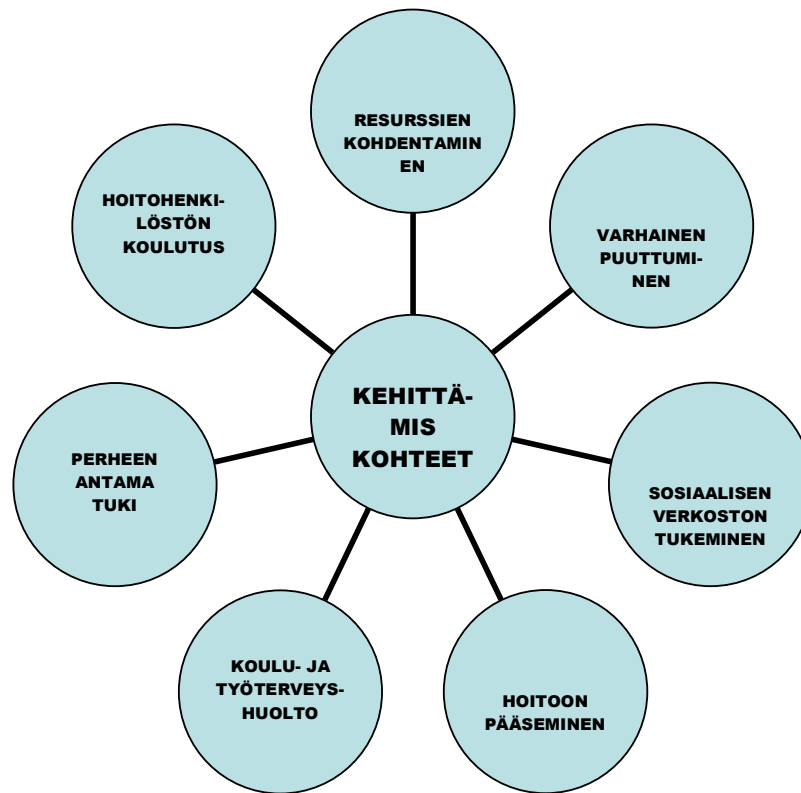 RESURSSIEN
KOHDENTAMIN
EN
HOITOHENKI-
LÖSTÖN
KOULUTUS
VARHAINEN
PUUTTUMI-
NEN
KEHITTÄ-
MIS
KOHTEET
PERHEEN
ANTAMA
TUKI
SOSIAALISEN
VERKOSTON
TUKEMINEN
KOULU- JA
TYÖTERVEYS-
HUOLTO
HOITOON
PÄÄSEMINEN